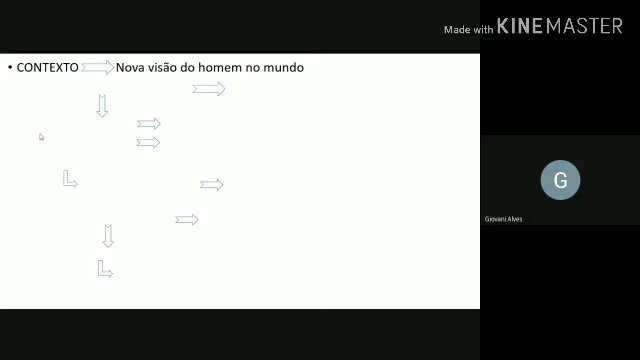 Made with KINEMASTER
• CONTEXTO Nova visão do homem no mundo
G
Giovani Alves